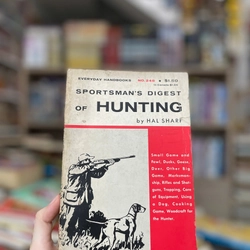 EVERYDAY HANDBOOKS NO. 246 $1.00
SPORTSMAN'S DIGEST
OF HUNTING
by HAL SHARP
Small Game and
Fowl, Ducks, Geese,
Deer, Other Big
Game, Marksman-
ship, Rifles and Shot-
guns, Trapping, Care
of Equipment, Using
a Dog, Cooking
Game, Woodcraft for
the Hunter.